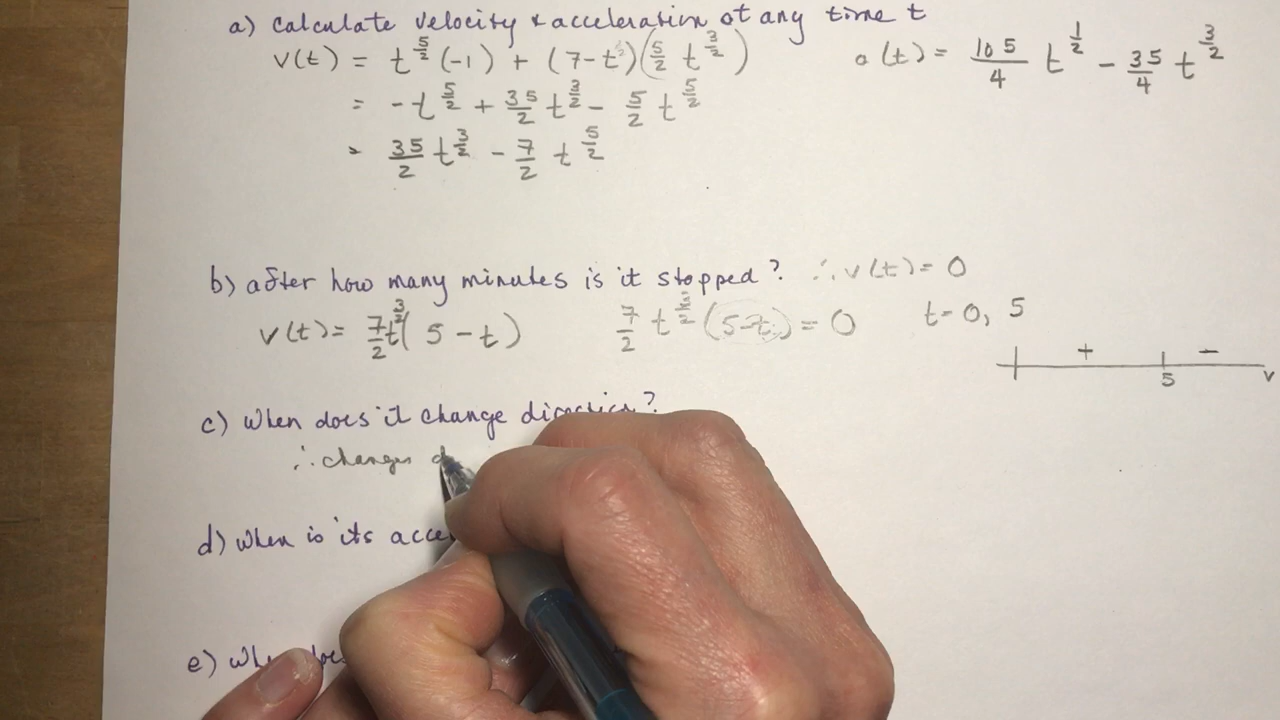 a) calculate velocity & acceleration at any time t
v(t) = t^(5/2) (-1) + (7-t)(5/2 t^(3/2)) a(t) = 105/4 t^(1/2) - 35/4 t^(3/2)
= -t^(5/2) + 35/2 t^(3/2) - 5/2 t^(5/2)
= 35/2 t^(3/2) - 7/2 t^(5/2)
b) after how many minutes is it stopped? ∴ v(t) = 0
v(t) = 7/2 t^(3/2) (5 - t) 7/2 t^(3/2) (5-t) = 0 t = 0, 5
+ -
5 v
c) When does it change direction?
∴ changes d
d) when is its acce
e)